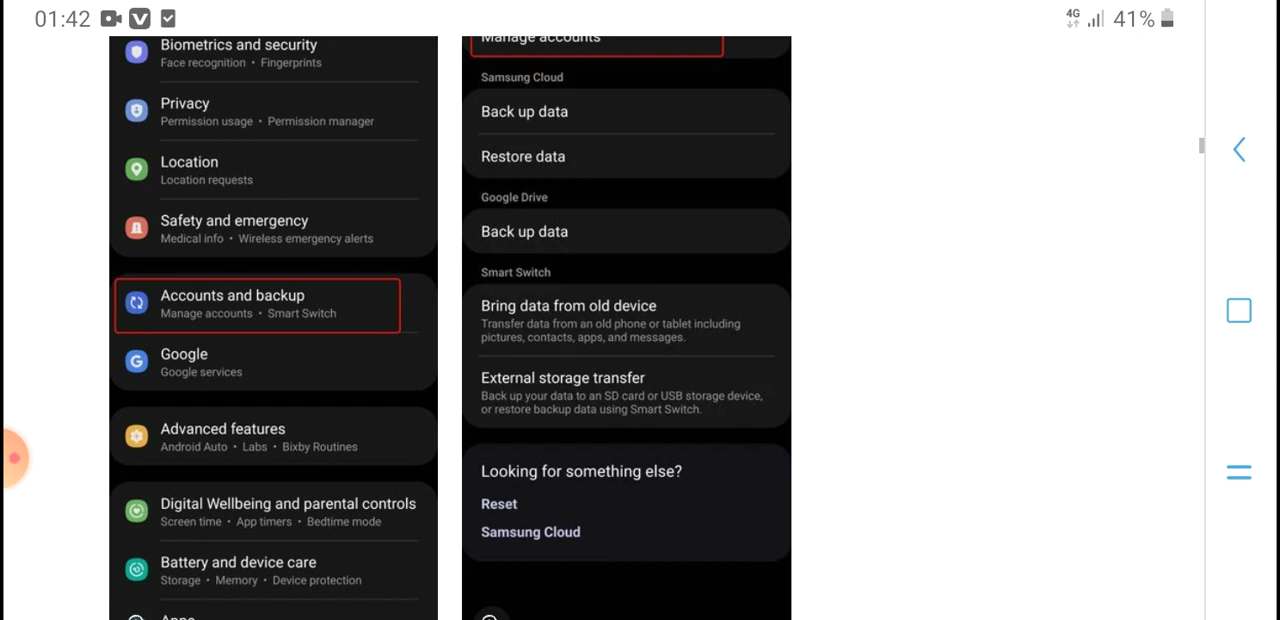 01:42
4G 41%
Biometrics and security
Face recognition • Fingerprints
Privacy
Permission usage • Permission manager
Location
Location requests
Safety and emergency
Medical info • Wireless emergency alerts
Accounts and backup
Manage accounts • Smart Switch
Google
Google services
Advanced features
Android Auto • Labs • Bixby Routines
Digital Wellbeing and parental controls
Screen time • App timers • Bedtime mode
Battery and device care
Storage • Memory • Device protection
Apps
Manage accounts
Samsung Cloud
Back up data
Restore data
Google Drive
Back up data
Smart Switch
Bring data from old device
Transfer data from an old phone or tablet including
pictures, contacts, apps, and messages.
External storage transfer
Back up your data to an SD card or USB storage device,
or restore backup data using Smart Switch.
Looking for something else?
Reset
Samsung Cloud